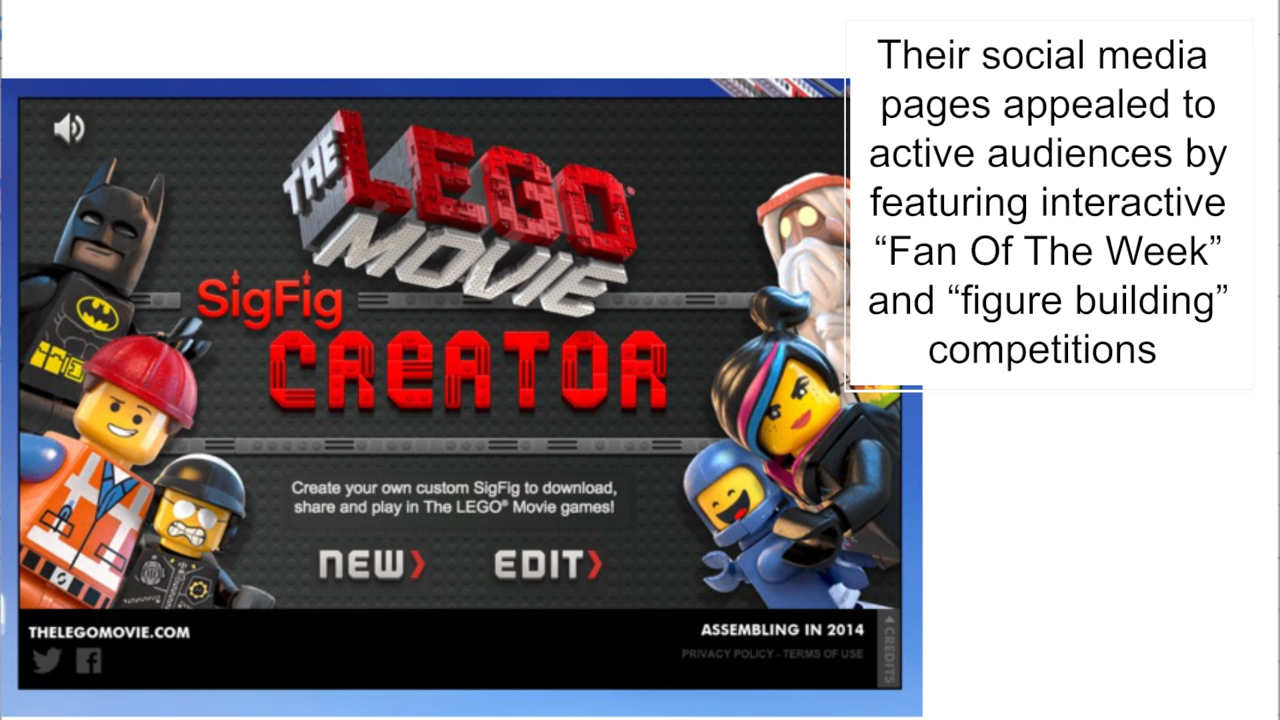 Their social media
pages appealed to
active audiences by
featuring interactive
“Fan Of The Week”
and “figure building”
competitions
THE LEGO®
MOVIE
SigFig
CREATOR
Create your own custom SigFig to download,
share and play in The LEGO® Movie games!
NEW EDIT
THELEGOMOVIE.COM
ASSEMBLING IN 2014
PRIVACY POLICY - TERMS OF USE
CREDITS